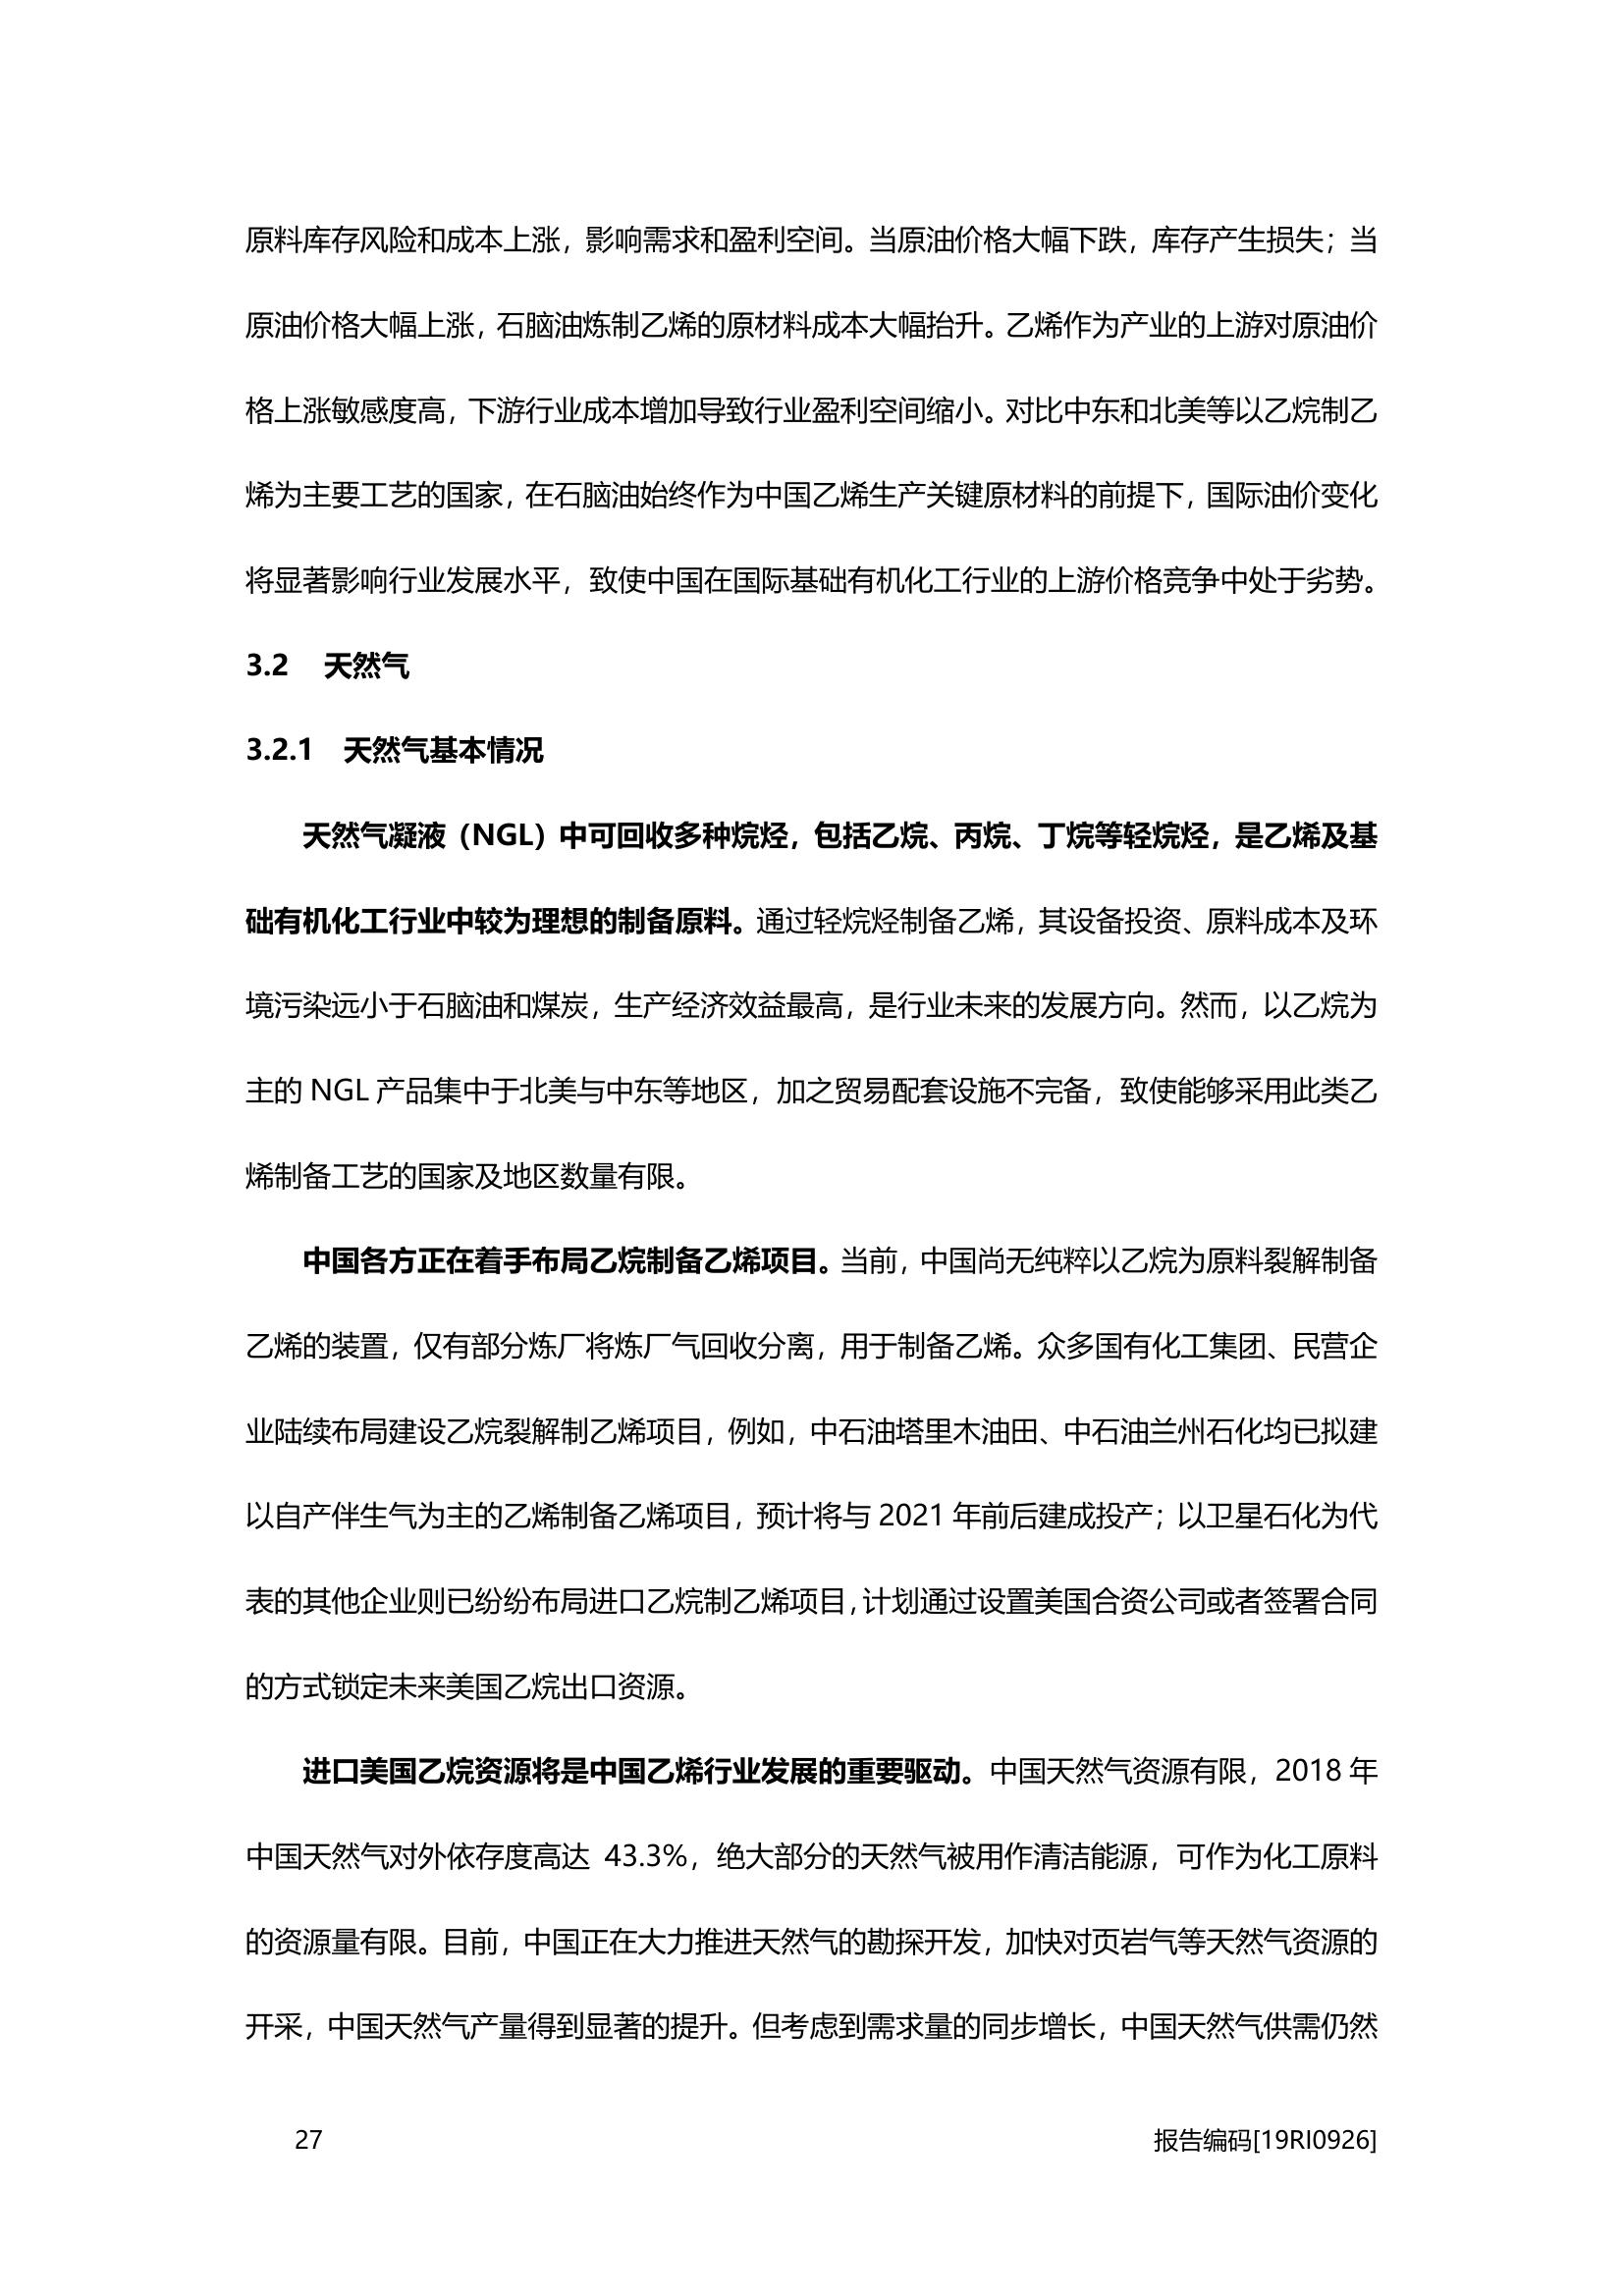 原料库存风险和成本上涨，影响需求和盈利空间。当原油价格大幅下跌，库存产生损失；当
原油价格大幅上涨，石脑油炼制乙烯的原材料成本大幅抬升。乙烯作为产业的上游对原油价
格上涨敏感度高，下游行业成本增加导致行业盈利空间缩小。对比中东和北美等以乙烷制乙
烯为主要工艺的国家，在石脑油始终作为中国乙烯生产关键原材料的前提下，国际油价变化
将显著影响行业发展水平，致使中国在国际基础有机化工行业的上游价格竞争中处于劣势。
3.2 天然气
3.2.1 天然气基本情况
天然气凝液（NGL）中可回收多种烷烃，包括乙烷、丙烷、丁烷等轻烷烃，是乙烯及基
础有机化工行业中较为理想的制备原料。通过轻烷烃制备乙烯，其设备投资、原料成本及环
境污染远小于石脑油和煤炭，生产经济效益最高，是行业未来的发展方向。然而，以乙烷为
主的 NGL 产品集中于北美与中东等地区，加之贸易配套设施不完备，致使能够采用此类乙
烯制备工艺的国家及地区数量有限。
中国各方正在着手布局乙烷制备乙烯项目。当前，中国尚无纯粹以乙烷为原料裂解制备
乙烯的装置，仅有部分炼厂将炼厂气回收分离，用于制备乙烯。众多国有化工集团、民营企
业陆续布局建设乙烷裂解制乙烯项目，例如，中石油塔里木油田、中石油兰州石化均已拟建
以自产伴生气为主的乙烯制备乙烯项目，预计将与 2021 年前后建成投产；以卫星石化为代
表的其他企业则已纷纷布局进口乙烷制乙烯项目，计划通过设置美国合资公司或者签署合同
的方式锁定未来美国乙烷出口资源。
进口美国乙烷资源将是中国乙烯行业发展的重要驱动。中国天然气资源有限，2018 年
中国天然气对外依存度高达 43.3%，绝大部分的天然气被用作清洁能源，可作为化工原料
的资源量有限。目前，中国正在大力推进天然气的勘探开发，加快对页岩气等天然气资源的
开采，中国天然气产量得到显著的提升。但考虑到需求量的同步增长，中国天然气供需仍然
27 报告编码[19RI0926]